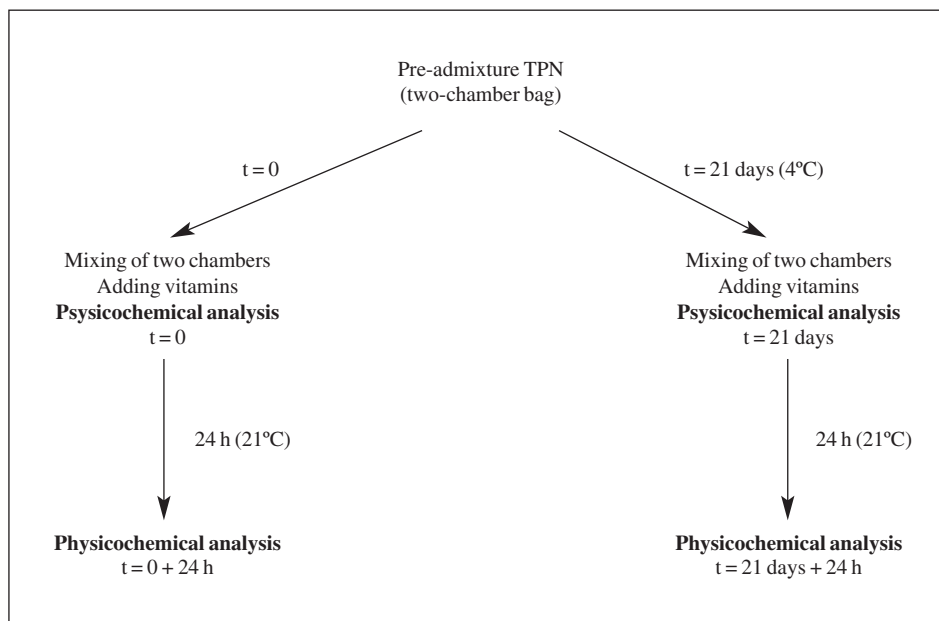 Pre-admixture TPN
(two-chamber bag)
t = 0
t = 21 days (4ºC)
Mixing of two chambers
Adding vitamins
Psysicochemical analysis
t = 0
Mixing of two chambers
Adding vitamins
Psysicochemical analysis
t = 21 days
24 h (21ºC)
24 h (21ºC)
Physicochemical analysis
t = 0 + 24 h
Physicochemical analysis
t = 21 days + 24 h